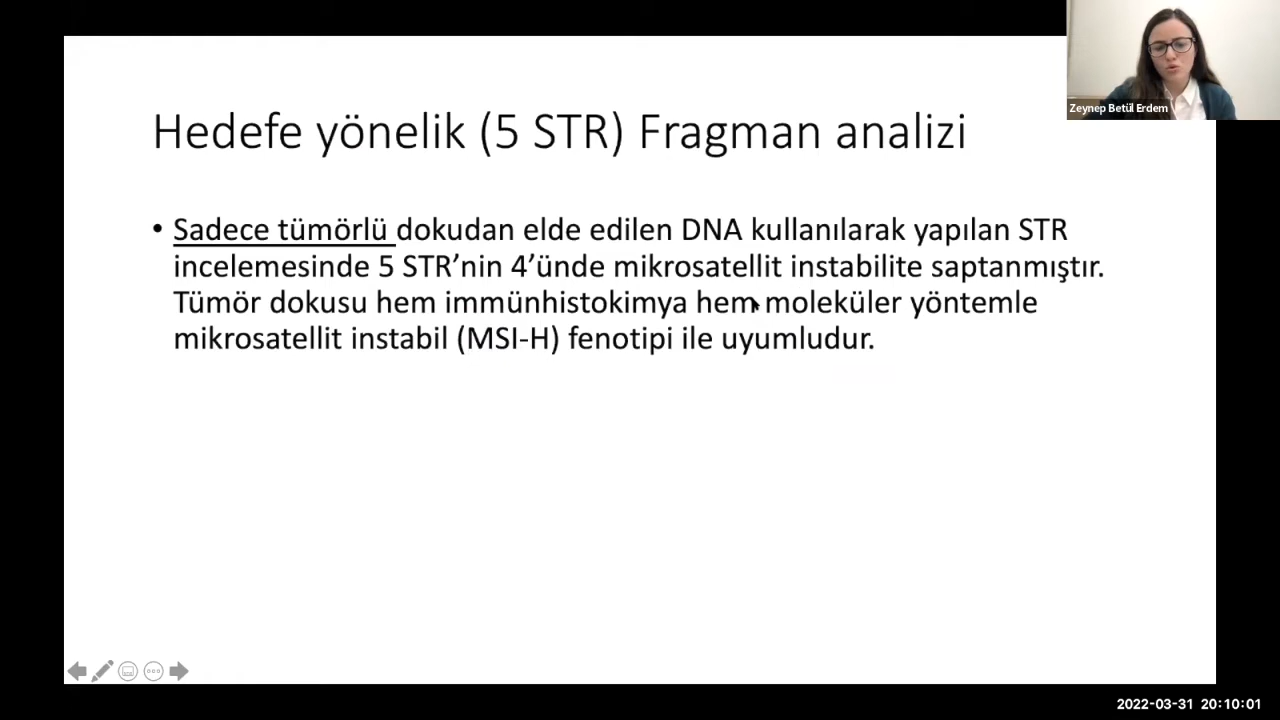 Zeynep Betül Erdem
Hedefe yönelik (5 STR) Fragman analizi
• Sadece tümörlü dokudan elde edilen DNA kullanılarak yapılan STR
incelemesinde 5 STR’nin 4’ünde mikrosatellit instabilite saptanmıştır.
Tümör dokusu hem immünhistokimya hem moleküler yöntemle
mikrosatellit instabil (MSI-H) fenotipi ile uyumludur.
2022-03-31 20:10:01